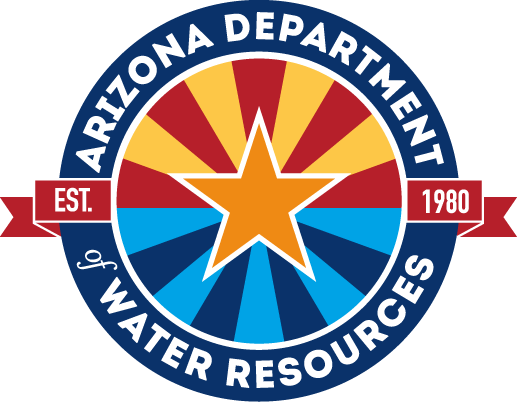 ARIZONA DEPARTMENT
EST. 1980
of WATER RESOURCES